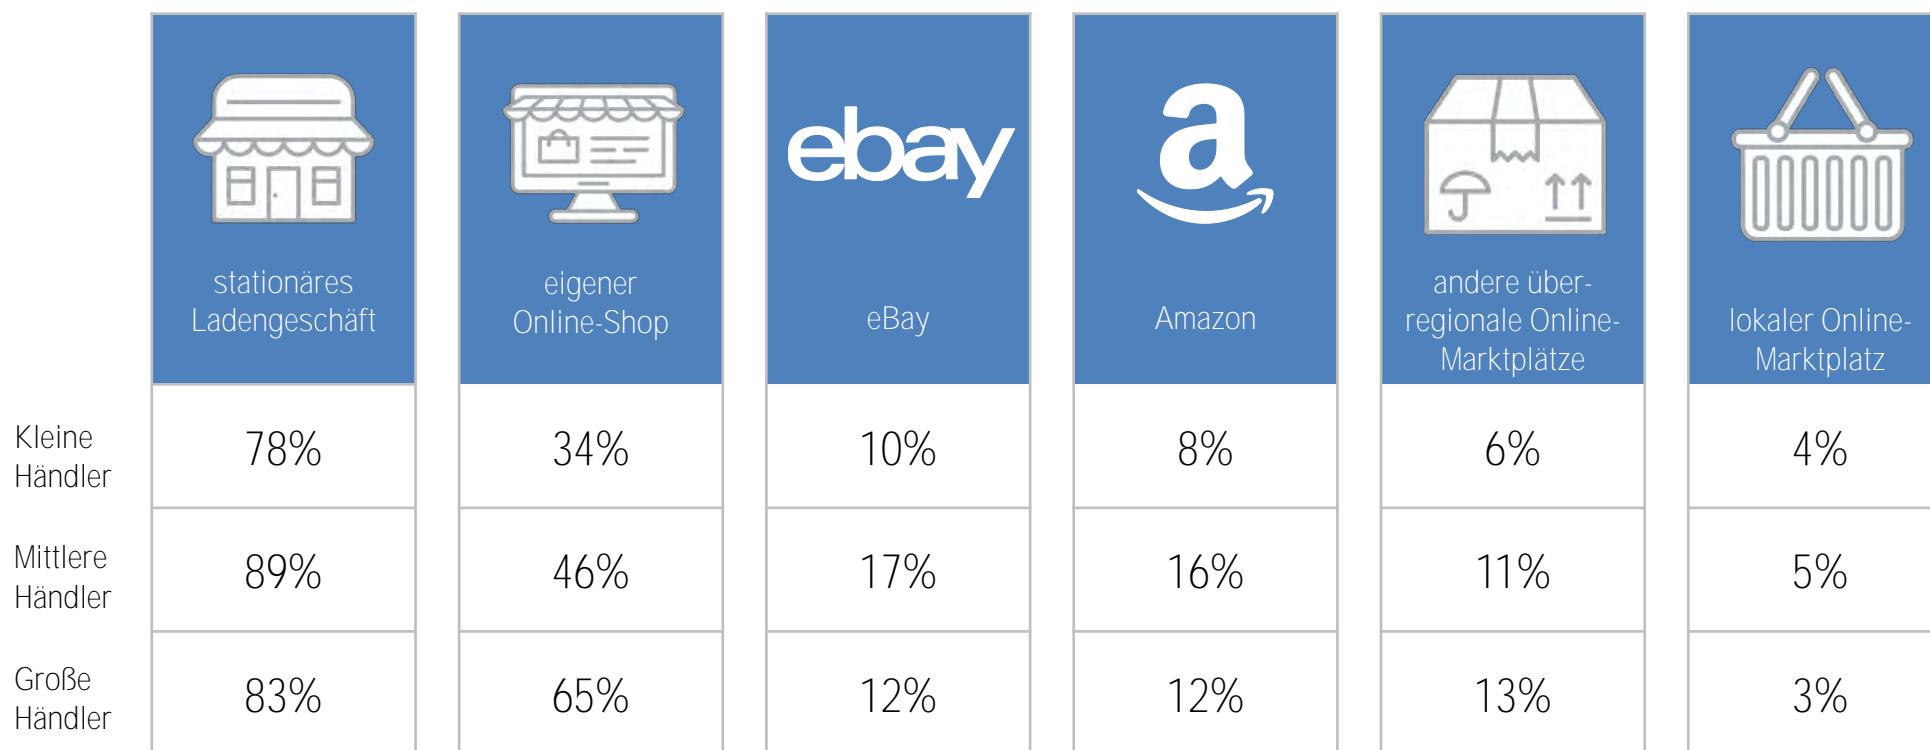 ebay
a
stationäres
Ladengeschäft
eigener
Online-Shop
eBay
Amazon
andere über-
regionale Online-
Marktplätze
lokaler Online-
Marktplatz
Kleine
Händler
78%
34%
10%
8%
6%
4%
Mittlere
Händler
89%
46%
17%
16%
11%
5%
Große
Händler
83%
65%
12%
12%
13%
3%